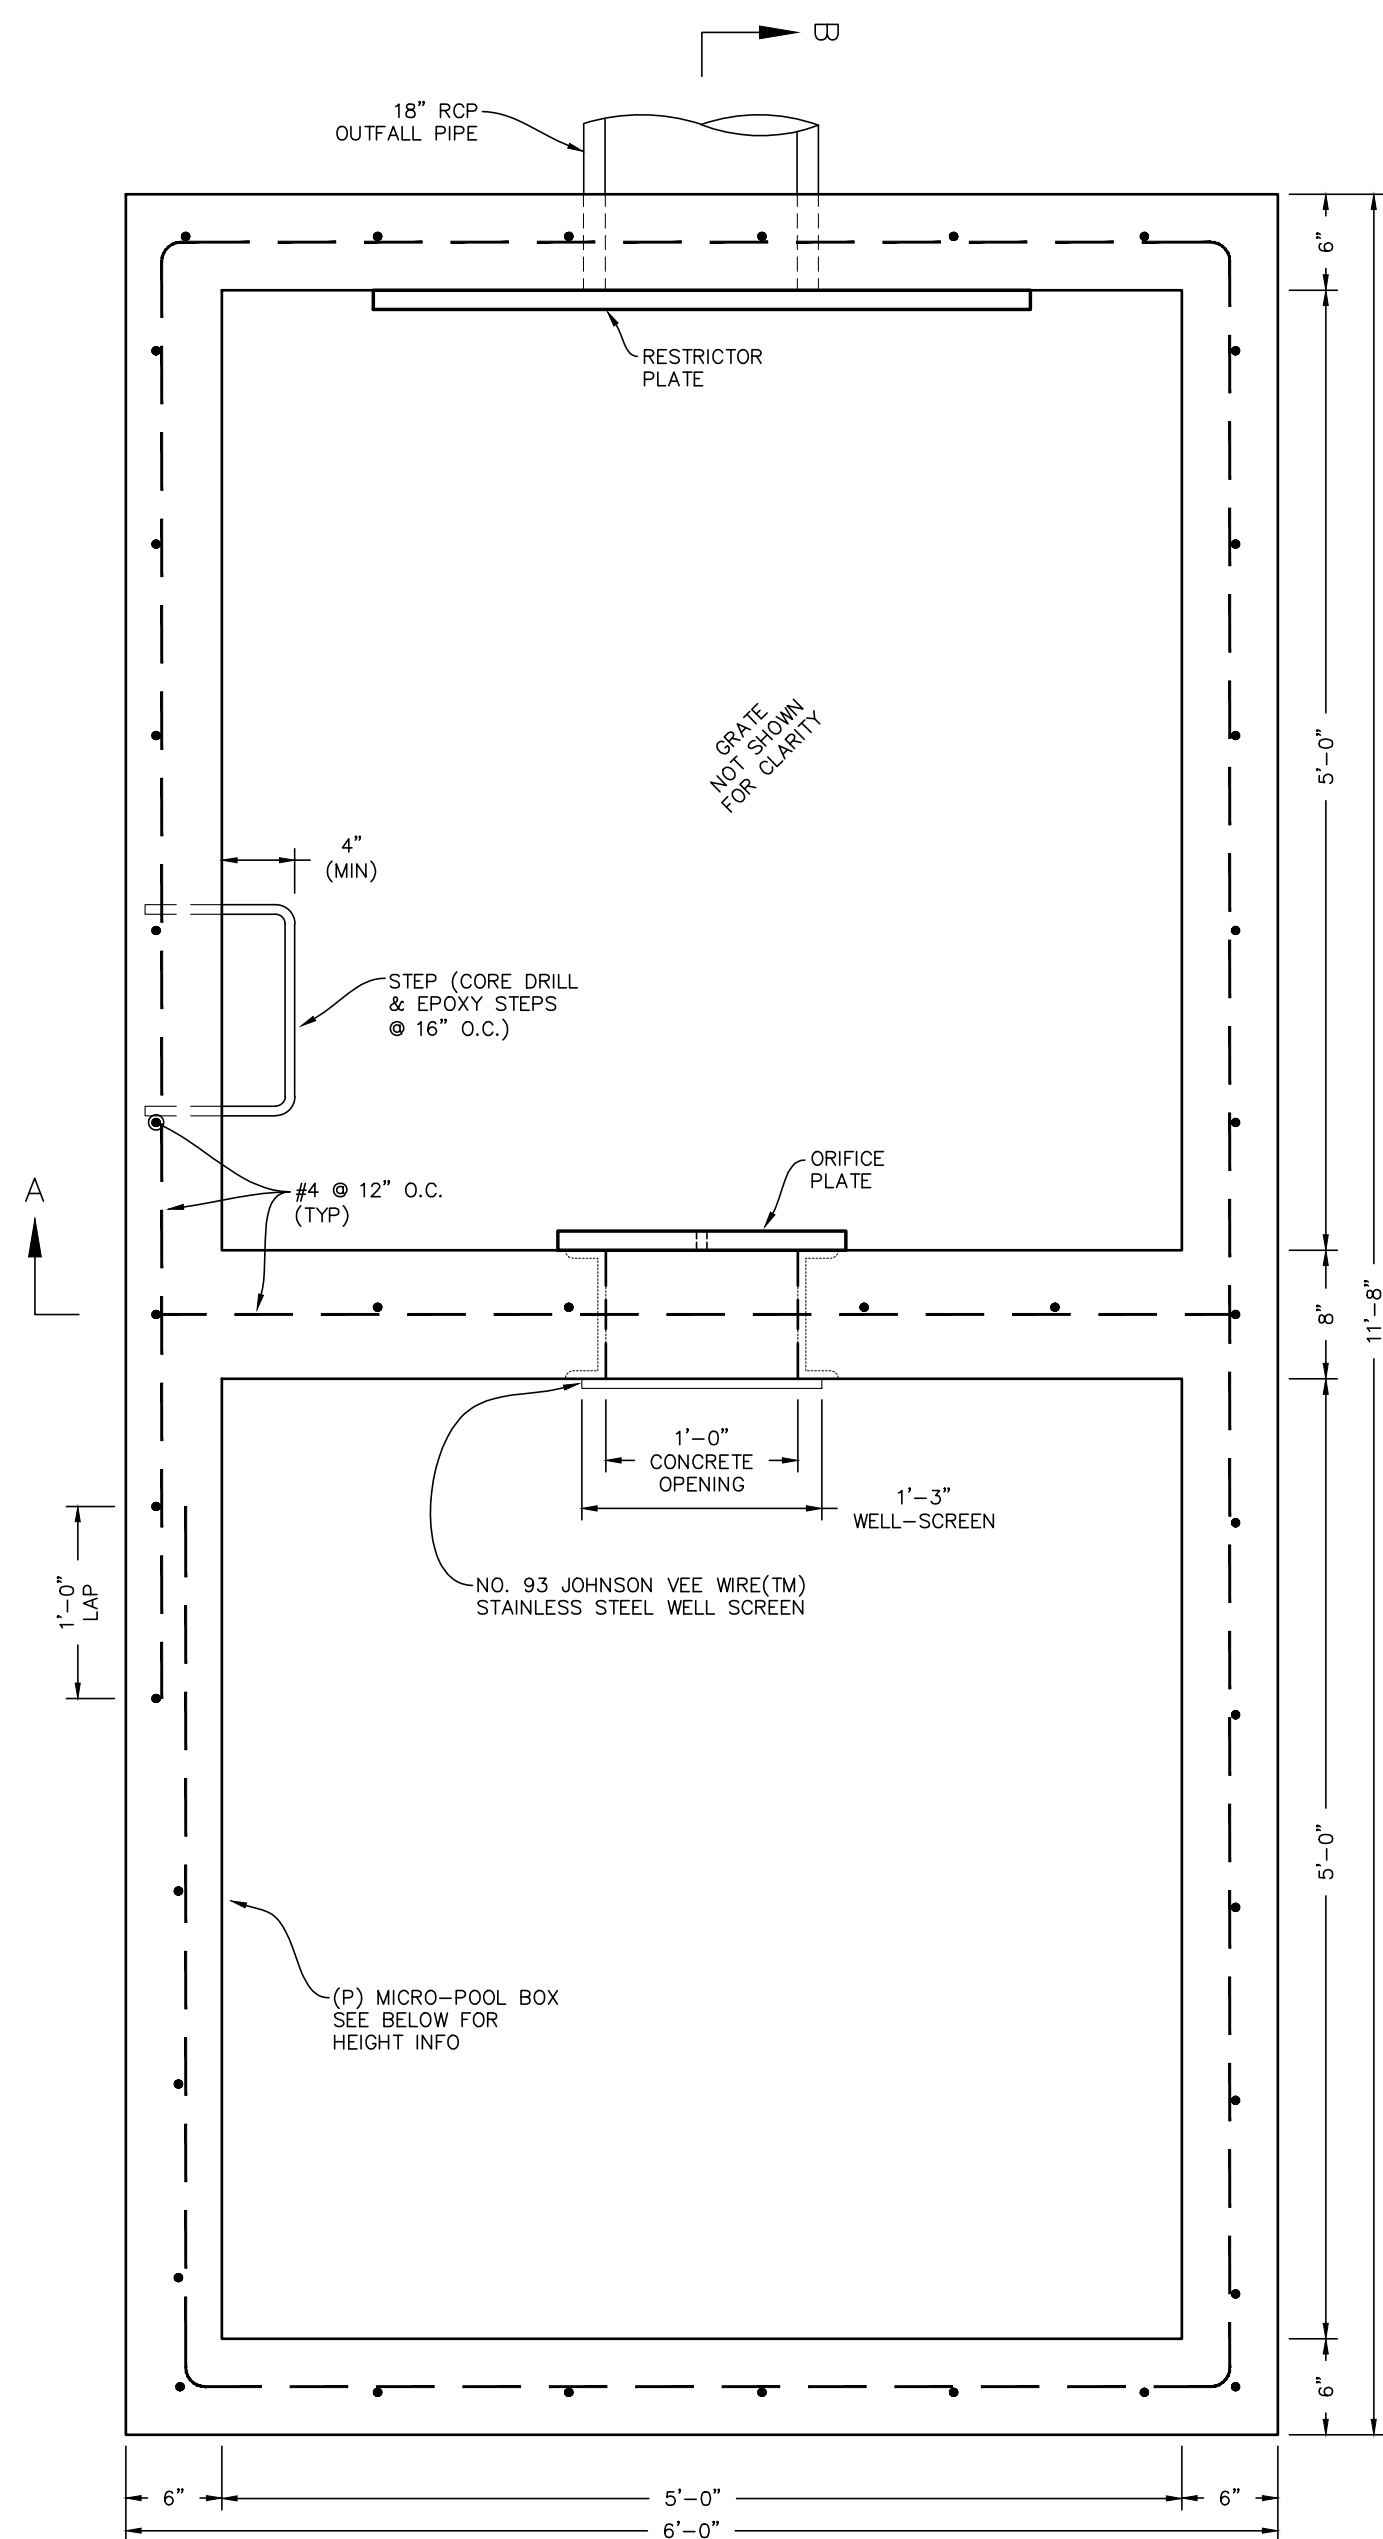 B
18" RCP
OUTFALL PIPE
6"
RESTRICTOR
PLATE
GRATE
NOT SHOWN
FOR CLARITY
5'-0"
4"
(MIN)
STEP (CORE DRILL
& EPOXY STEPS
@ 16" O.C.)
ORIFICE
PLATE
A
#4 @ 12" O.C.
(TYP)
8"
11'-8"
1'-0"
CONCRETE
OPENING
1'-3"
WELL-SCREEN
1'-0"
LAP
NO. 93 JOHNSON VEE WIRE(TM)
STAINLESS STEEL WELL SCREEN
5'-0"
(P) MICRO-POOL BOX
SEE BELOW FOR
HEIGHT INFO
6"
6"
5'-0"
6"
6'-0"